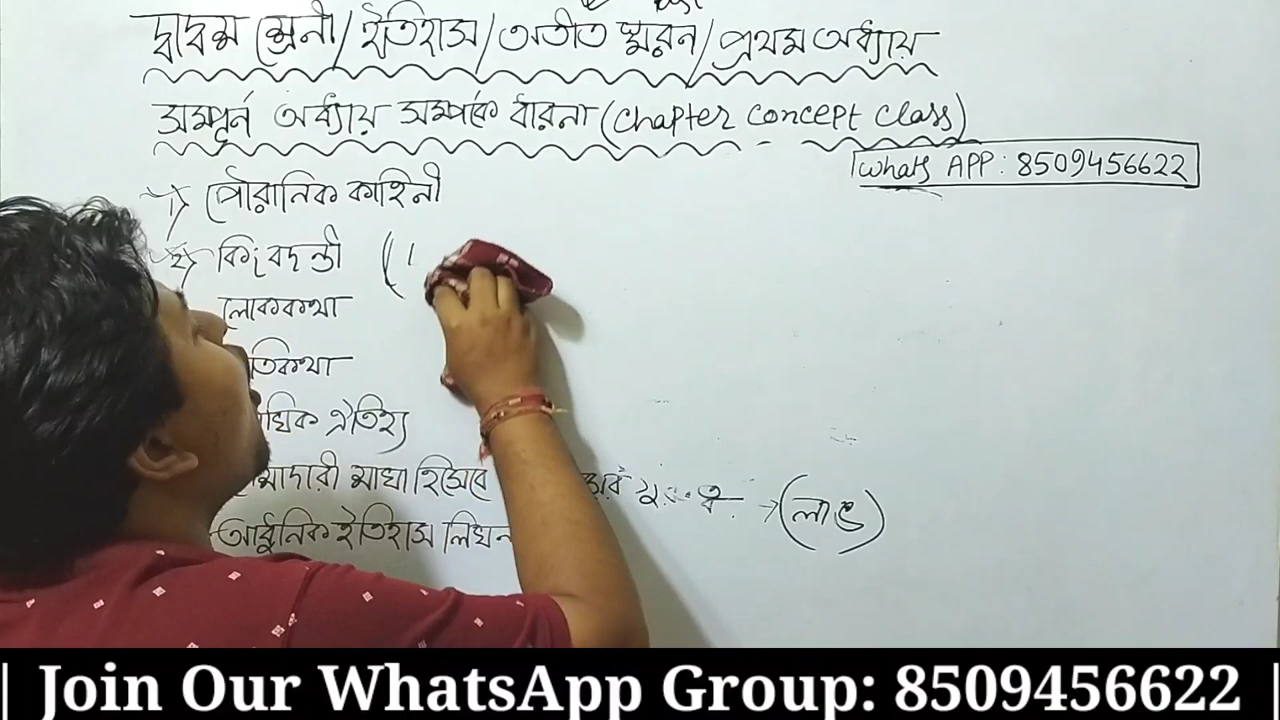 দ্বাদশ শ্রেনী/ইতিহাস/অতীত স্মরন/প্রথম অধ্যায়
সম্পূর্ন অধ্যায় সম্পর্কে ধারনা (Chapter Concept Class)
Whats APP: 8509456622
১) পৌরানিক কাহিনী
২) কিংবদন্তী (
লোককথা
তিকথা
ঐতিহ্য
মাদারী শাখা হিসেবে
আধুনিক ইতিহাস লিখন → (লাভ)
| Join Our WhatsApp Group: 8509456622 |